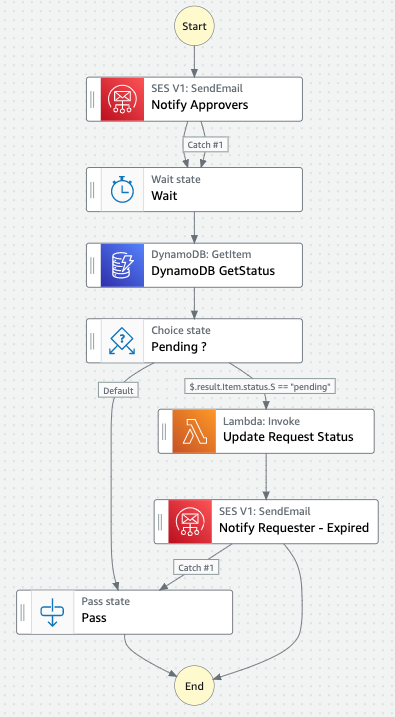 Start
SES V1: SendEmail
Notify Approvers
Catch #1
Wait state
Wait
DynamoDB: GetItem
DynamoDB GetStatus
Choice state
Pending ?
Default
$.result.Item.status.S == "pending"
Lambda: Invoke
Update Request Status
SES V1: SendEmail
Notify Requester - Expired
Catch #1
Pass state
Pass
End